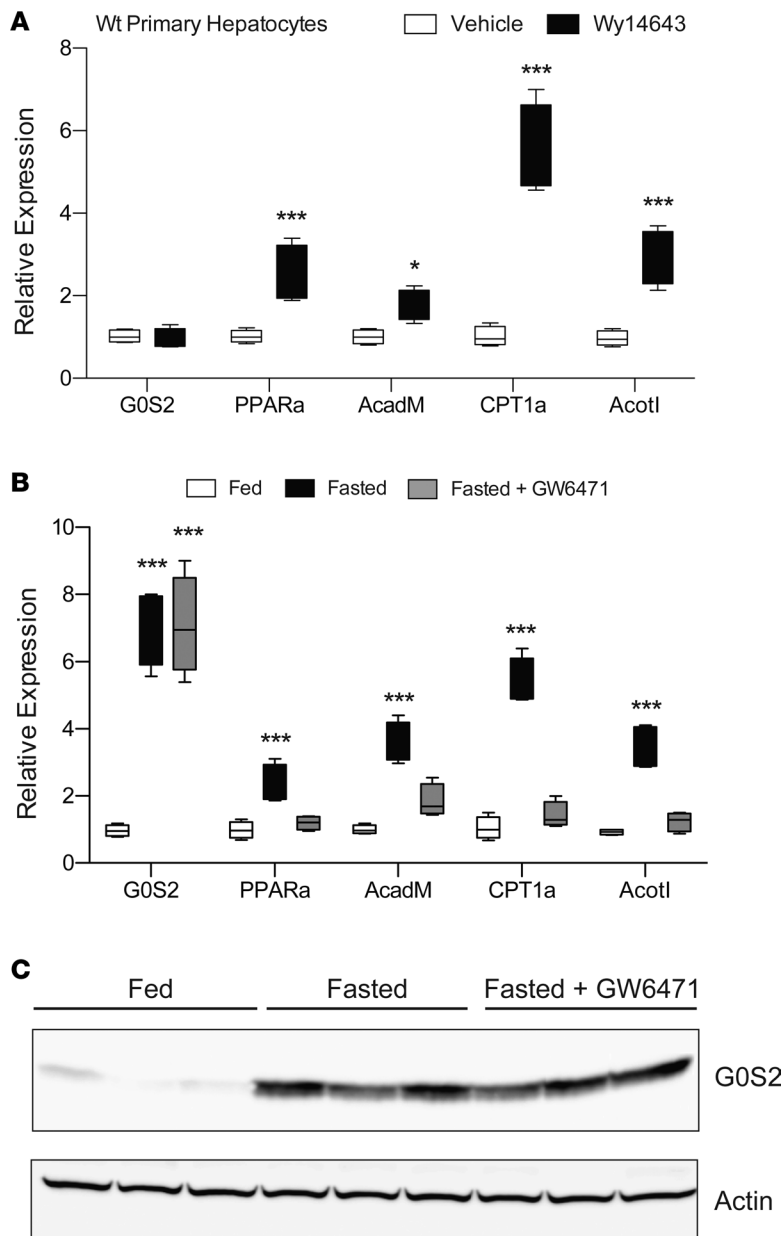 A
Wt Primary Hepatocytes
Vehicle
Wy14643
8
6
4
2
0
Relative Expression
***
*
***
***
G0S2
PPARa
AcadM
CPT1a
AcotI
B
Fed
Fasted
Fasted + GW6471
10
8
6
4
2
0
Relative Expression
***
***
***
***
***
***
G0S2
PPARa
AcadM
CPT1a
AcotI
C
Fed
Fasted
Fasted + GW6471
G0S2
Actin